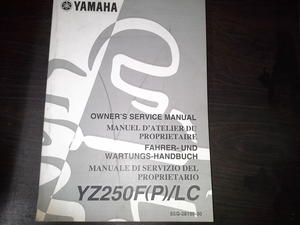 YAMAHA
OWNER'S SERVICE MANUAL
MANUEL D'ATELIER DU
PROPRIETAIRE
FAHRER- UND
WARTUNGS-HANDBUCH
MANUALE DI SERVIZIO DEL
PROPRIETARIO
YZ250F(P)/LC